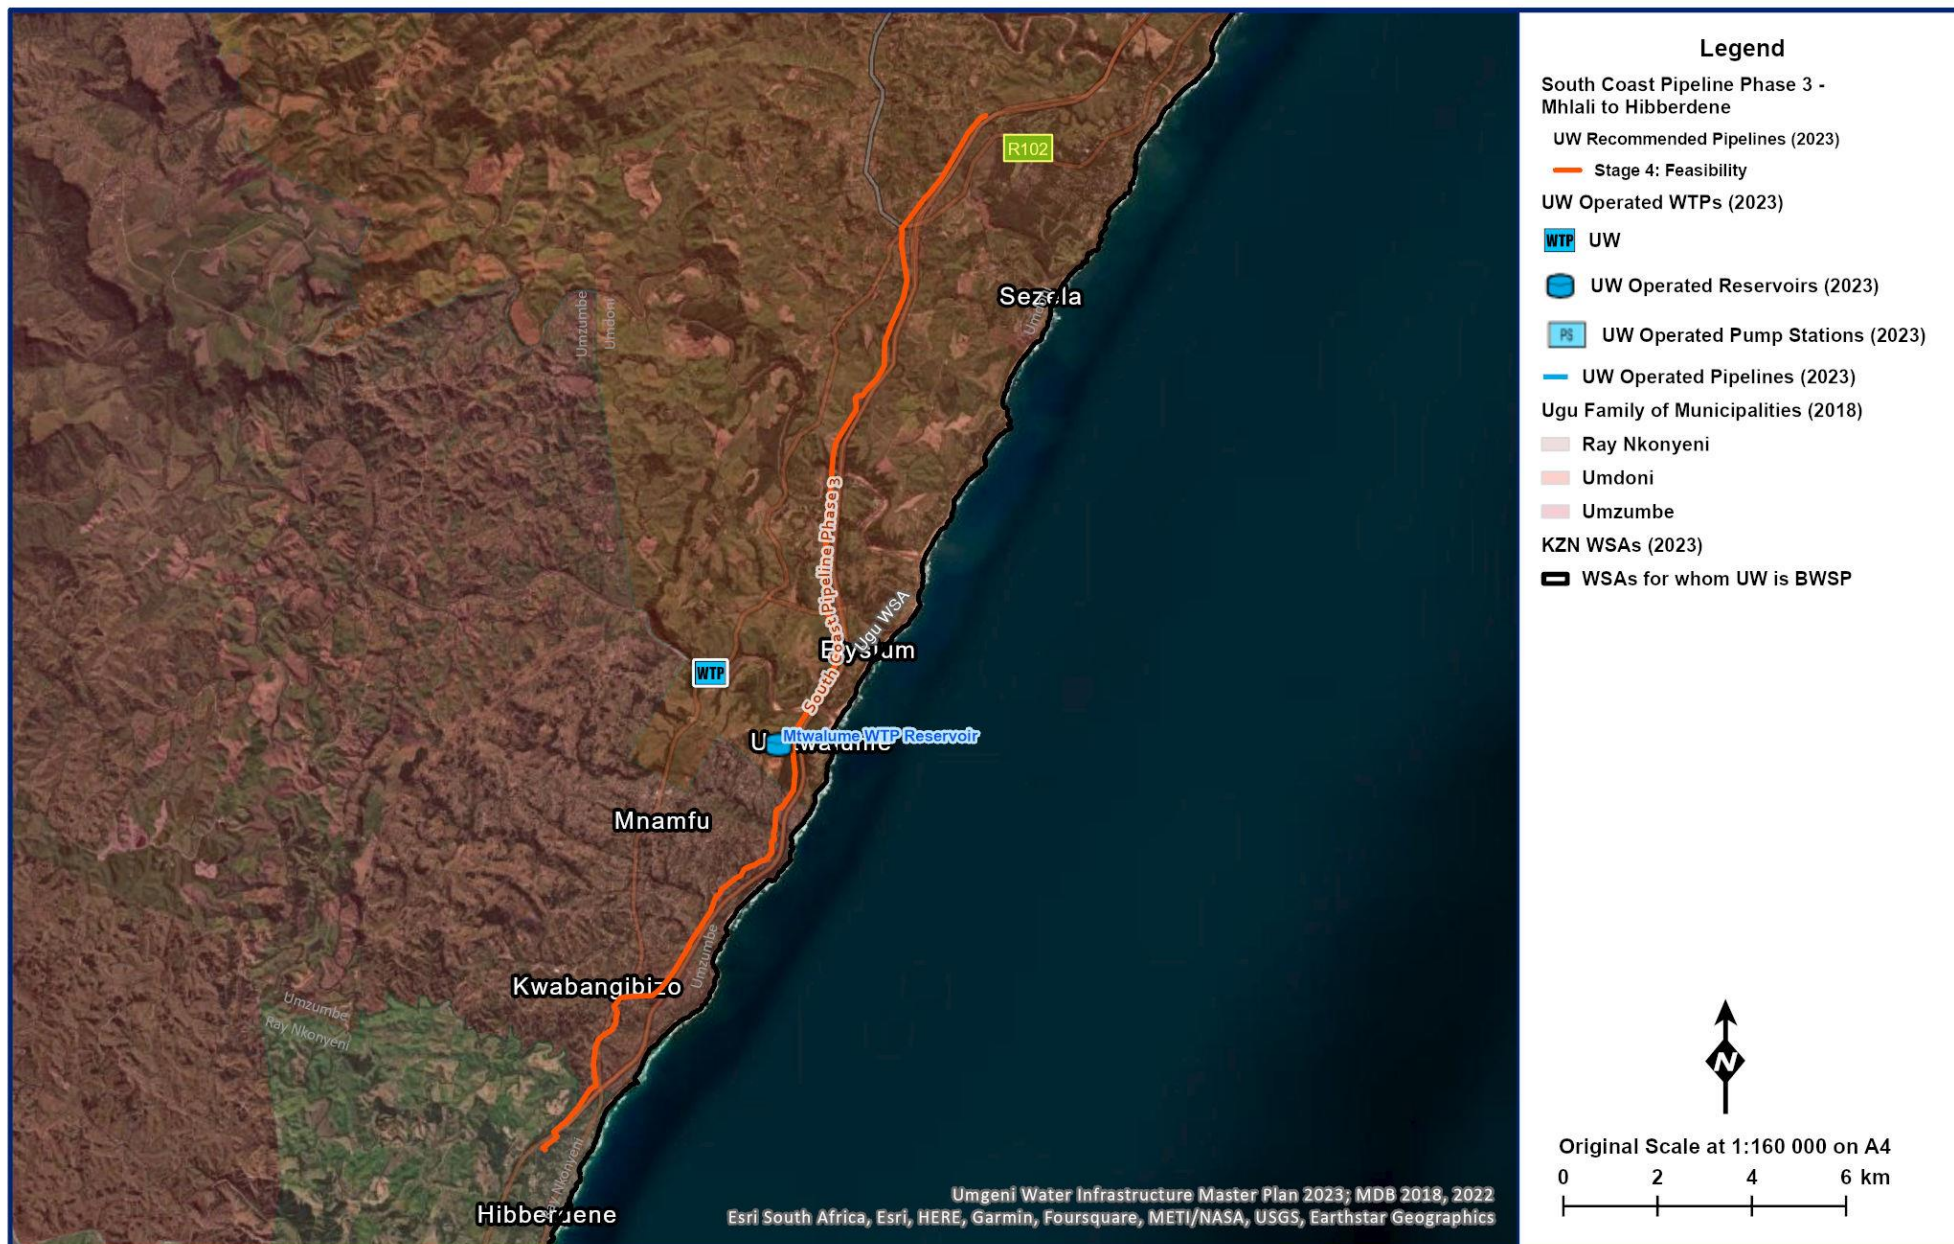 R102
Sezela
Umdoni
Umzumbe
Umdoni
South Coast Pipeline Phase 3
Ugu WSA
Elysium
WTP
Mtwalume WTP Reservoir
Mnamfu
Umzumbe
Kwabangibizo
Umzumbe
Ray Nkonyeni
Ray Nkonyeni
Hibberdene
Umgeni Water Infrastructure Master Plan 2023; MDB 2018, 2022
Esri South Africa, Esri, HERE, Garmin, Foursquare, METI/NASA, USGS, Earthstar Geographics
Legend
South Coast Pipeline Phase 3 -
Mhlali to Hibberdene
UW Recommended Pipelines (2023)
Stage 4: Feasibility
UW Operated WTPs (2023)
WTP UW
UW Operated Reservoirs (2023)
PS UW Operated Pump Stations (2023)
UW Operated Pipelines (2023)
Ugu Family of Municipalities (2018)
Ray Nkonyeni
Umdoni
Umzumbe
KZN WSAs (2023)
WSAs for whom UW is BWSP
N
Original Scale at 1:160 000 on A4
0 2 4 6 km